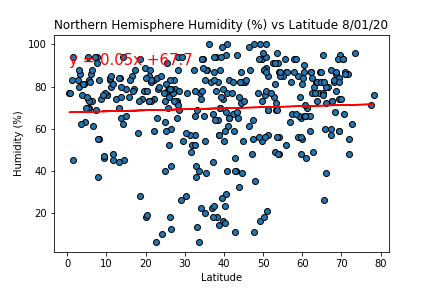 Northern Hemisphere Humidity (%) vs Latitude 8/01/20
100
80
60
40
20
y = 0.05x +67.7
Humidity (%)
0 10 20 30 40 50 60 70 80
Latitude